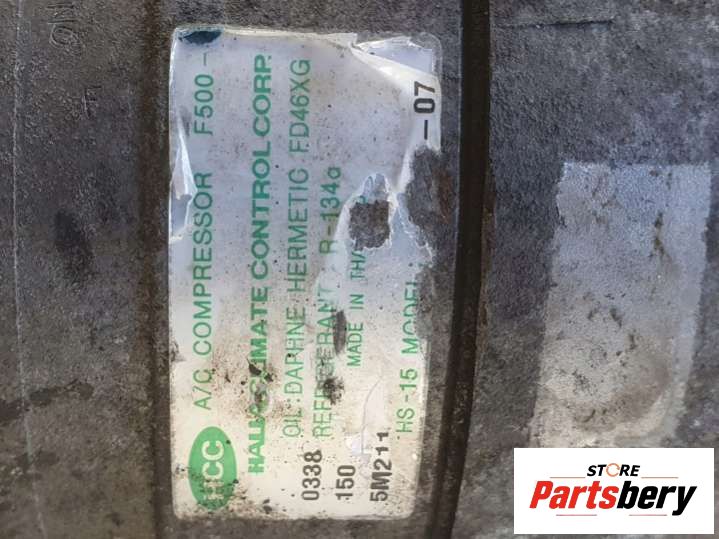 HCC A/C COMPRESSOR F500-
HALLA CLIMATE CONTROL CORP.
OIL:DAPHNE HERMETIC FD46XG
REFRIGERANT R-134a
0338
150 MADE IN THA
5M211
HS-15 MODEL
-07
STORE
Partsbery